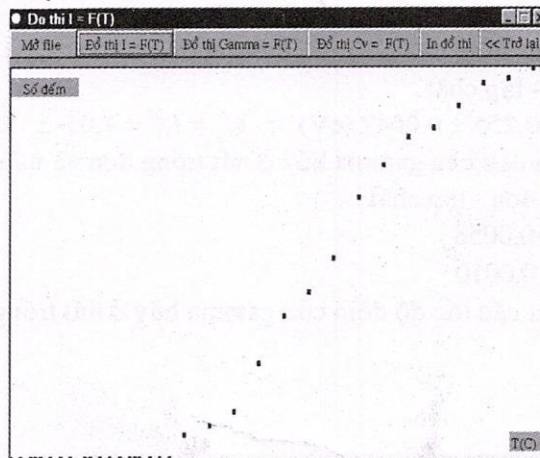 Do thi I = F(T)
Mở file Đồ thị I = F(T) Đồ thị Gamma = F(T) Đồ thị Cv = F(T) In đồ thị << Trở lại
Số đếm
T(C)